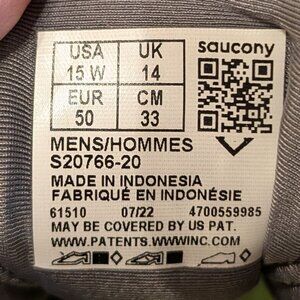 USA UK saucony
15 W 14
EUR CM
50 33
MENS/HOMMES
S20766-20
MADE IN INDONESIA
FABRIQUÉ EN INDONÉSIE
61510 07/22 4700559985
MAY BE COVERED BY US PAT.
WWW.PATENTS.WWWINC.COM